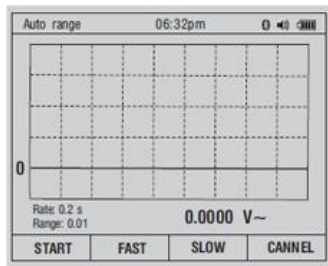 Auto range 06:32pm
0
Rate: 0.2 s
Range: 0.01
0.0000 V~
START FAST SLOW CANNEL